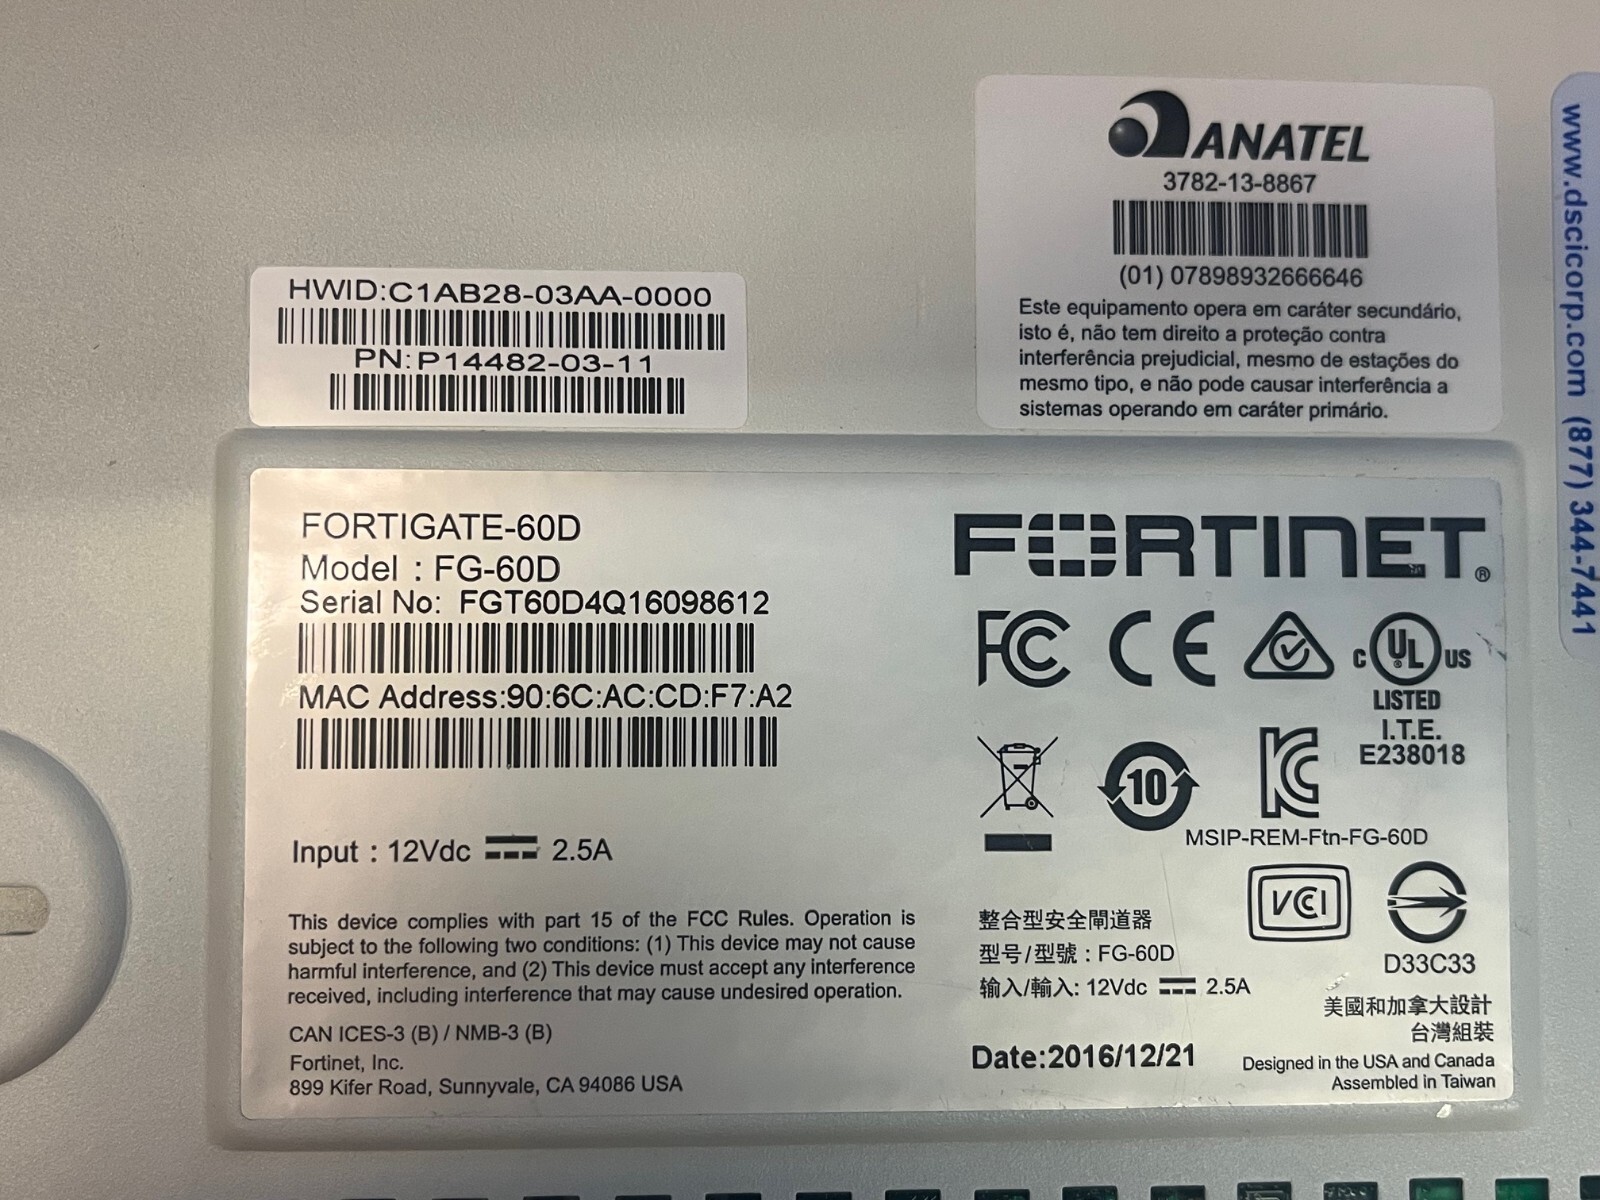 ANATEL
3782-13-8867
(01) 07898932666646
Este equipamento opera em caráter secundário,
isto é, não tem direito a proteção contra
interferência prejudicial, mesmo de estações do
mesmo tipo, e não pode causar interferência a
sistemas operando em caráter primário.
www.dscicorp.com (877) 344-7441
HWID:C1AB28-03AA-0000
PN:P14482-03-11
FORTIGATE-60D
Model : FG-60D
Serial No: FGT60D4Q16098612
MAC Address:90:6C:AC:CD:F7:A2
Input : 12Vdc 2.5A
This device complies with part 15 of the FCC Rules. Operation is
subject to the following two conditions: (1) This device may not cause
harmful interference, and (2) This device must accept any interference
received, including interference that may cause undesired operation.
CAN ICES-3 (B) / NMB-3 (B)
Fortinet, Inc.
899 Kifer Road, Sunnyvale, CA 94086 USA
FORTINET®
FC CE
C UL US
LISTED
I.T.E.
E238018
10
MSIP-REM-Ftn-FG-60D
VCI
D33C33
整合型安全閘道器
型号/型號 : FG-60D
输入/輸入: 12Vdc 2.5A
美國和加拿大設計
台灣組裝
Date:2016/12/21
Designed in the USA and Canada
Assembled in Taiwan